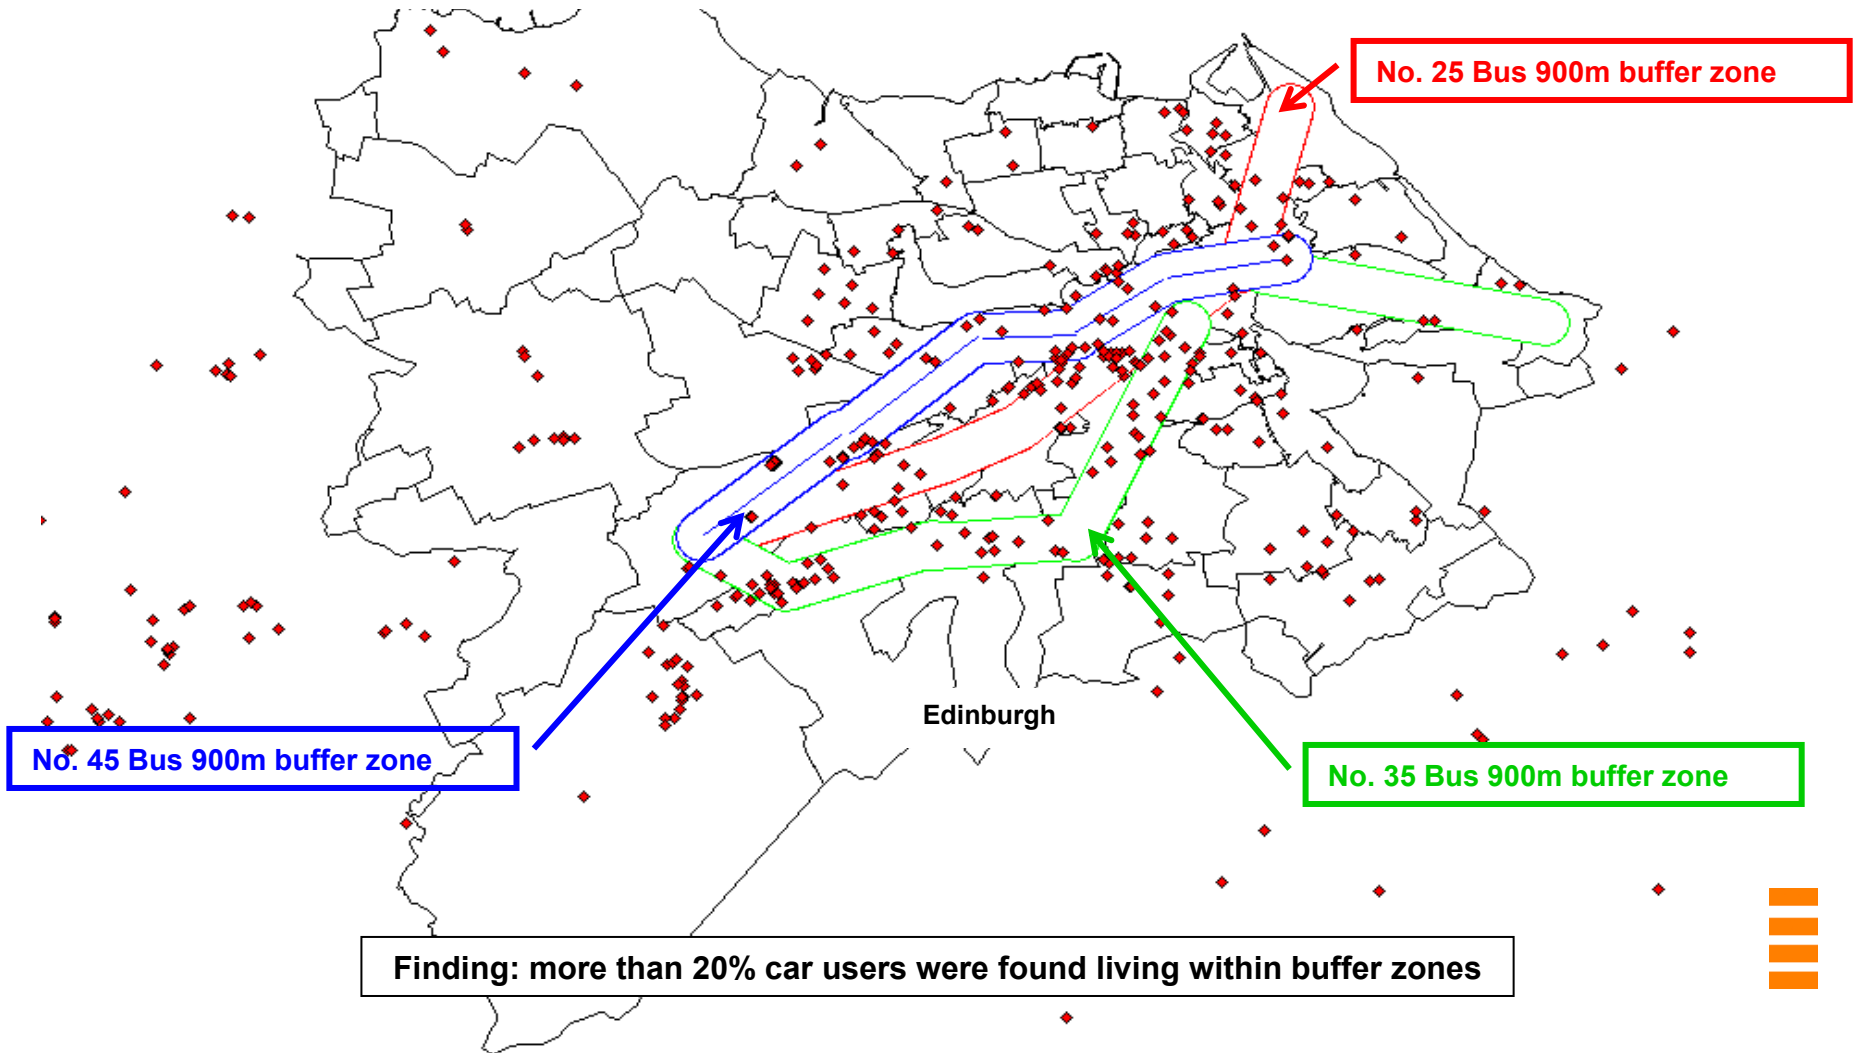 No. 25 Bus 900m buffer zone
Edinburgh
No. 45 Bus 900m buffer zone
No. 35 Bus 900m buffer zone
Finding: more than 20% car users were found living within buffer zones